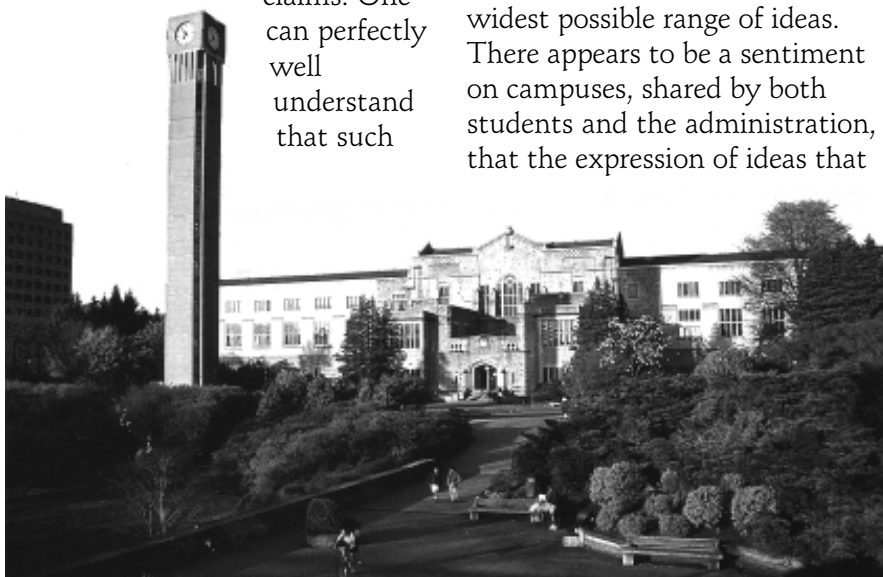 can perfectly
well
understand
that such
widest possible range of ideas.
There appears to be a sentiment
on campuses, shared by both
students and the administration,
that the expression of ideas that